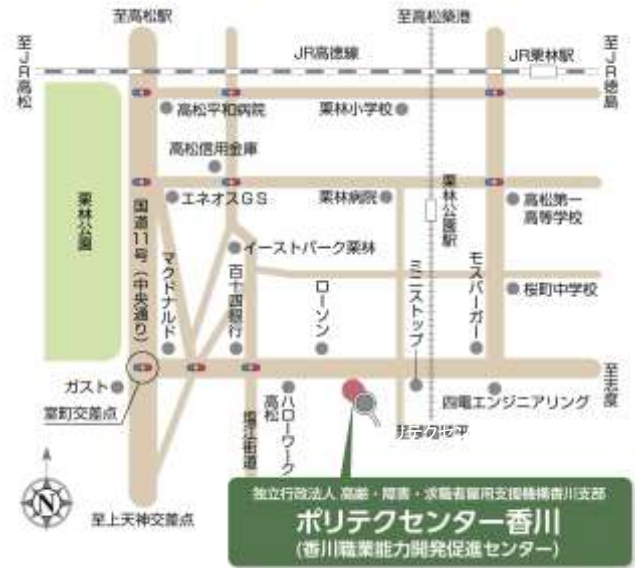 至高松駅
至高松築港
至JR高松
JR高徳線
JR栗林駅
至JR徳島
高松平和病院
栗林小学校
高松信用金庫
栗林公園
エネオスGS
栗林病院
栗林公園駅
高松第一
高等学校
国道11号(中央通り)
イーストパーク栗林
マクドナルド
百十四銀行
ローソン
ミニストップ
モスバーガー
桜町中学校
ガスト
室町交差点
ハローワーク
高松
四電エンジニアリング
至志度
塩江街道
N
至上天神交差点
独立行政法人 高齢・障害・求職者雇用支援機構香川支部
ポリテクセンター香川
(香川職業能力開発促進センター)